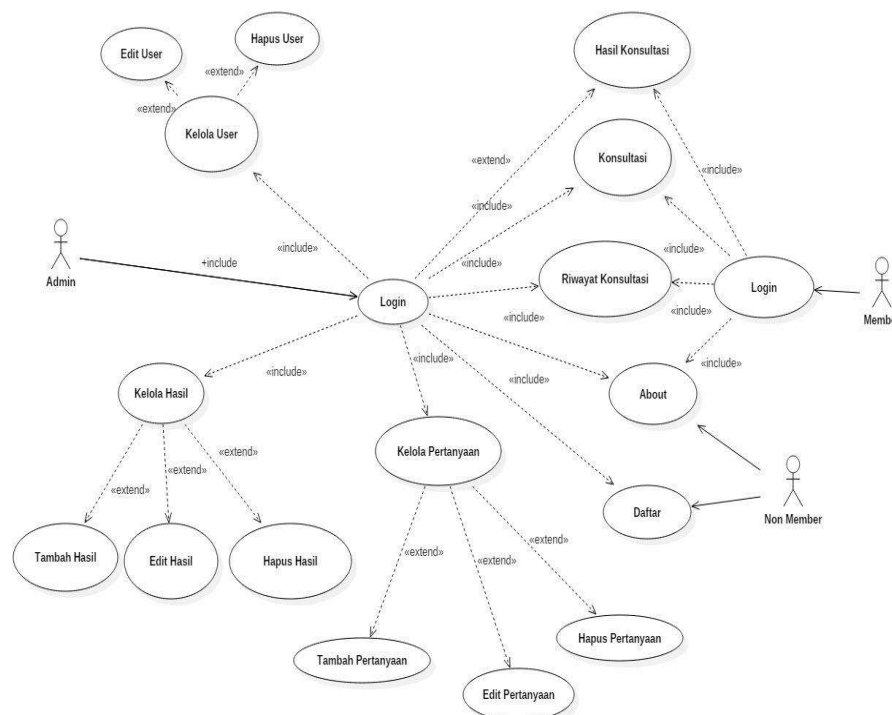 Hapus User
Edit User
«extend»
«extend»
Kelola User
Hasil Konsultasi
«extend»
Konsultasi
«include»
«include»
«include»
«include»
«include»
Admin
+include
Login
Riwayat Konsultasi
Login
Membe
«include»
«include»
«include»
«include»
«include»
«include»
Kelola Hasil
About
Kelola Pertanyaan
«extend»
«extend»
«extend»
Daftar
Non Member
Tambah Hasil
Edit Hasil
Hapus Hasil
«extend»
«extend»
«extend»
Hapus Pertanyaan
Tambah Pertanyaan
Edit Pertanyaan